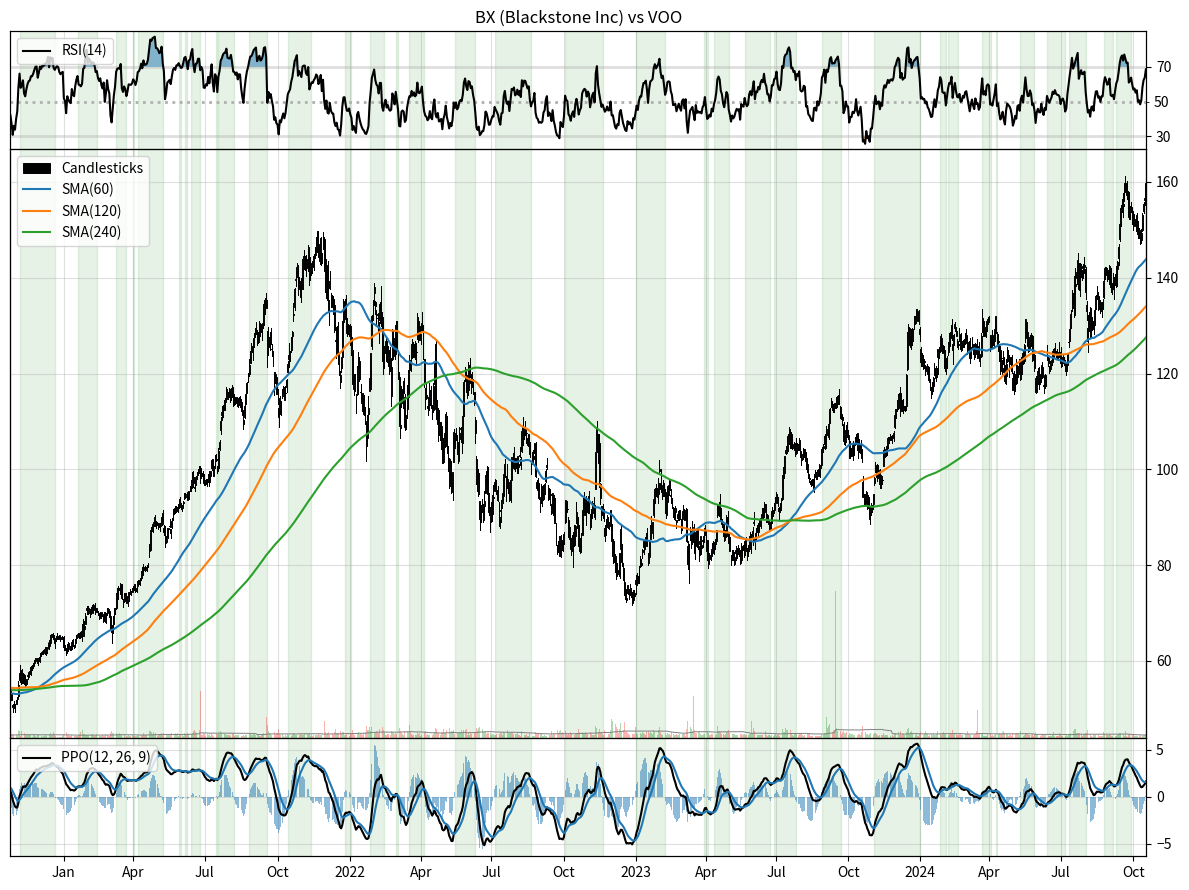 BX (Blackstone Inc) vs VOO
RSI(14)
70
50
30
Candlesticks
SMA(60)
SMA(120)
SMA(240)
160
140
120
100
80
60
PPO(12, 26, 9)
5
0
−5
Jan Apr Jul Oct 2022 Apr Jul Oct 2023 Apr Jul Oct 2024 Apr Jul Oct